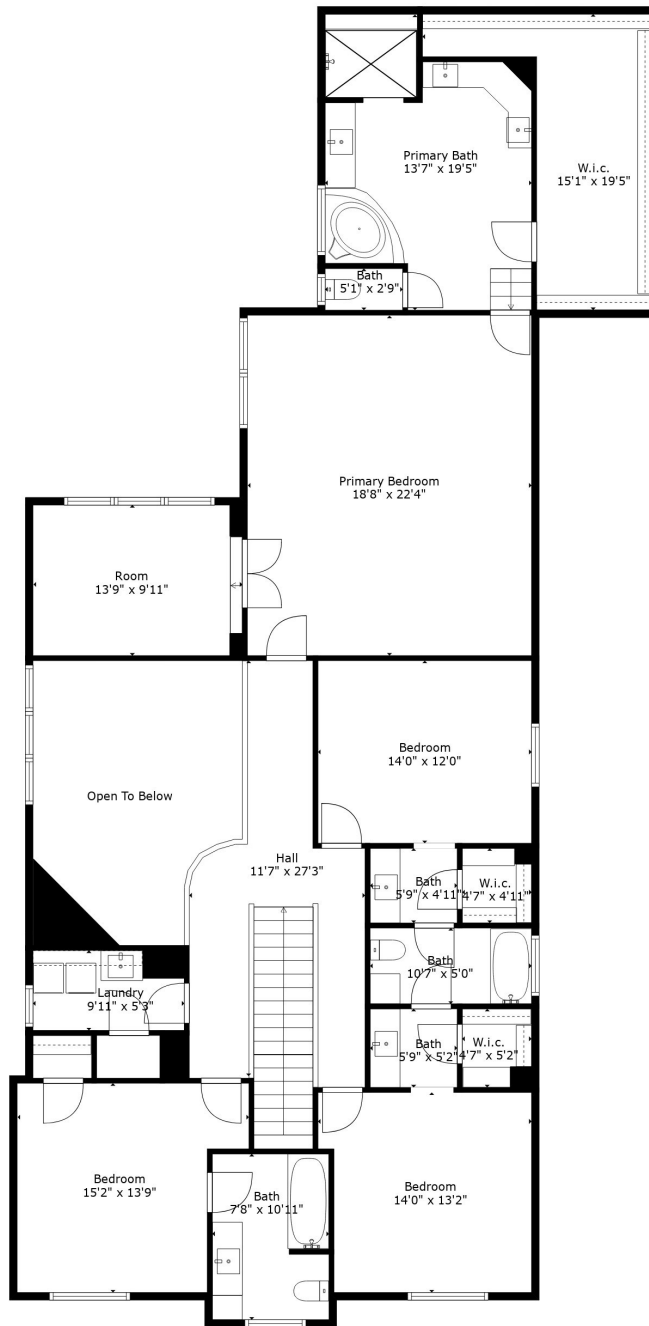 Primary Bath
13'7" x 19'5"
W.i.c.
15'1" x 19'5"
Bath
5'1" x 2'9"
Primary Bedroom
18'8" x 22'4"
Room
13'9" x 9'11"
Bedroom
14'0" x 12'0"
Open To Below
Hall
11'7" x 27'3"
Bath
5'9" x 4'11"
W.i.c.
4'7" x 4'11"
Bath
10'7" x 5'0"
Laundry
9'11" x 5'3"
Bath
5'9" x 5'2"
W.i.c.
4'7" x 5'2"
Bedroom
15'2" x 13'9"
Bath
7'8" x 10'11"
Bedroom
14'0" x 13'2"